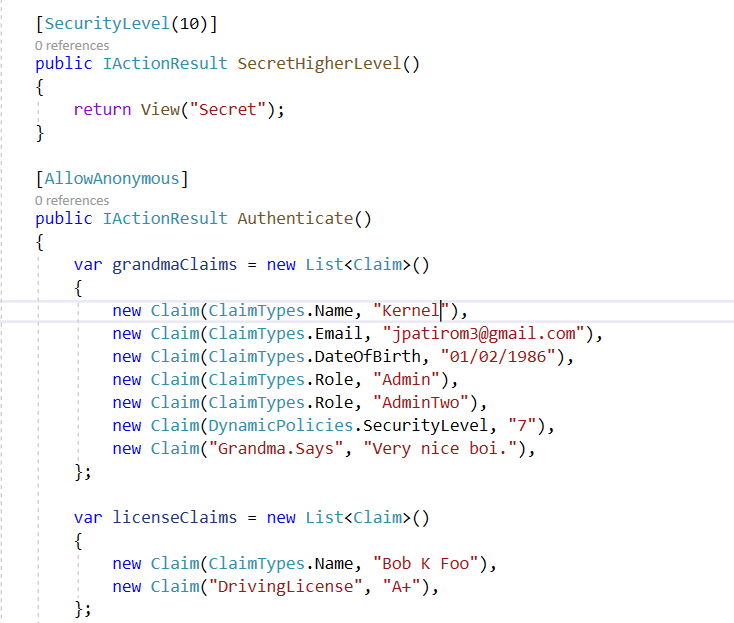 [SecurityLevel(10)]
0 references
public IActionResult SecretHigherLevel()
{
return View("Secret");
}
[AllowAnonymous]
0 references
public IActionResult Authenticate()
{
var grandmaClaims = new List<Claim>()
{
new Claim(ClaimTypes.Name, "Kernel"),
new Claim(ClaimTypes.Email, "jpatirom3@gmail.com"),
new Claim(ClaimTypes.DateOfBirth, "01/02/1986"),
new Claim(ClaimTypes.Role, "Admin"),
new Claim(ClaimTypes.Role, "AdminTwo"),
new Claim(DynamicPolicies.SecurityLevel, "7"),
new Claim("Grandma.Says", "Very nice boi."),
};
var licenseClaims = new List<Claim>()
{
new Claim(ClaimTypes.Name, "Bob K Foo"),
new Claim("DrivingLicense", "A+"),
};